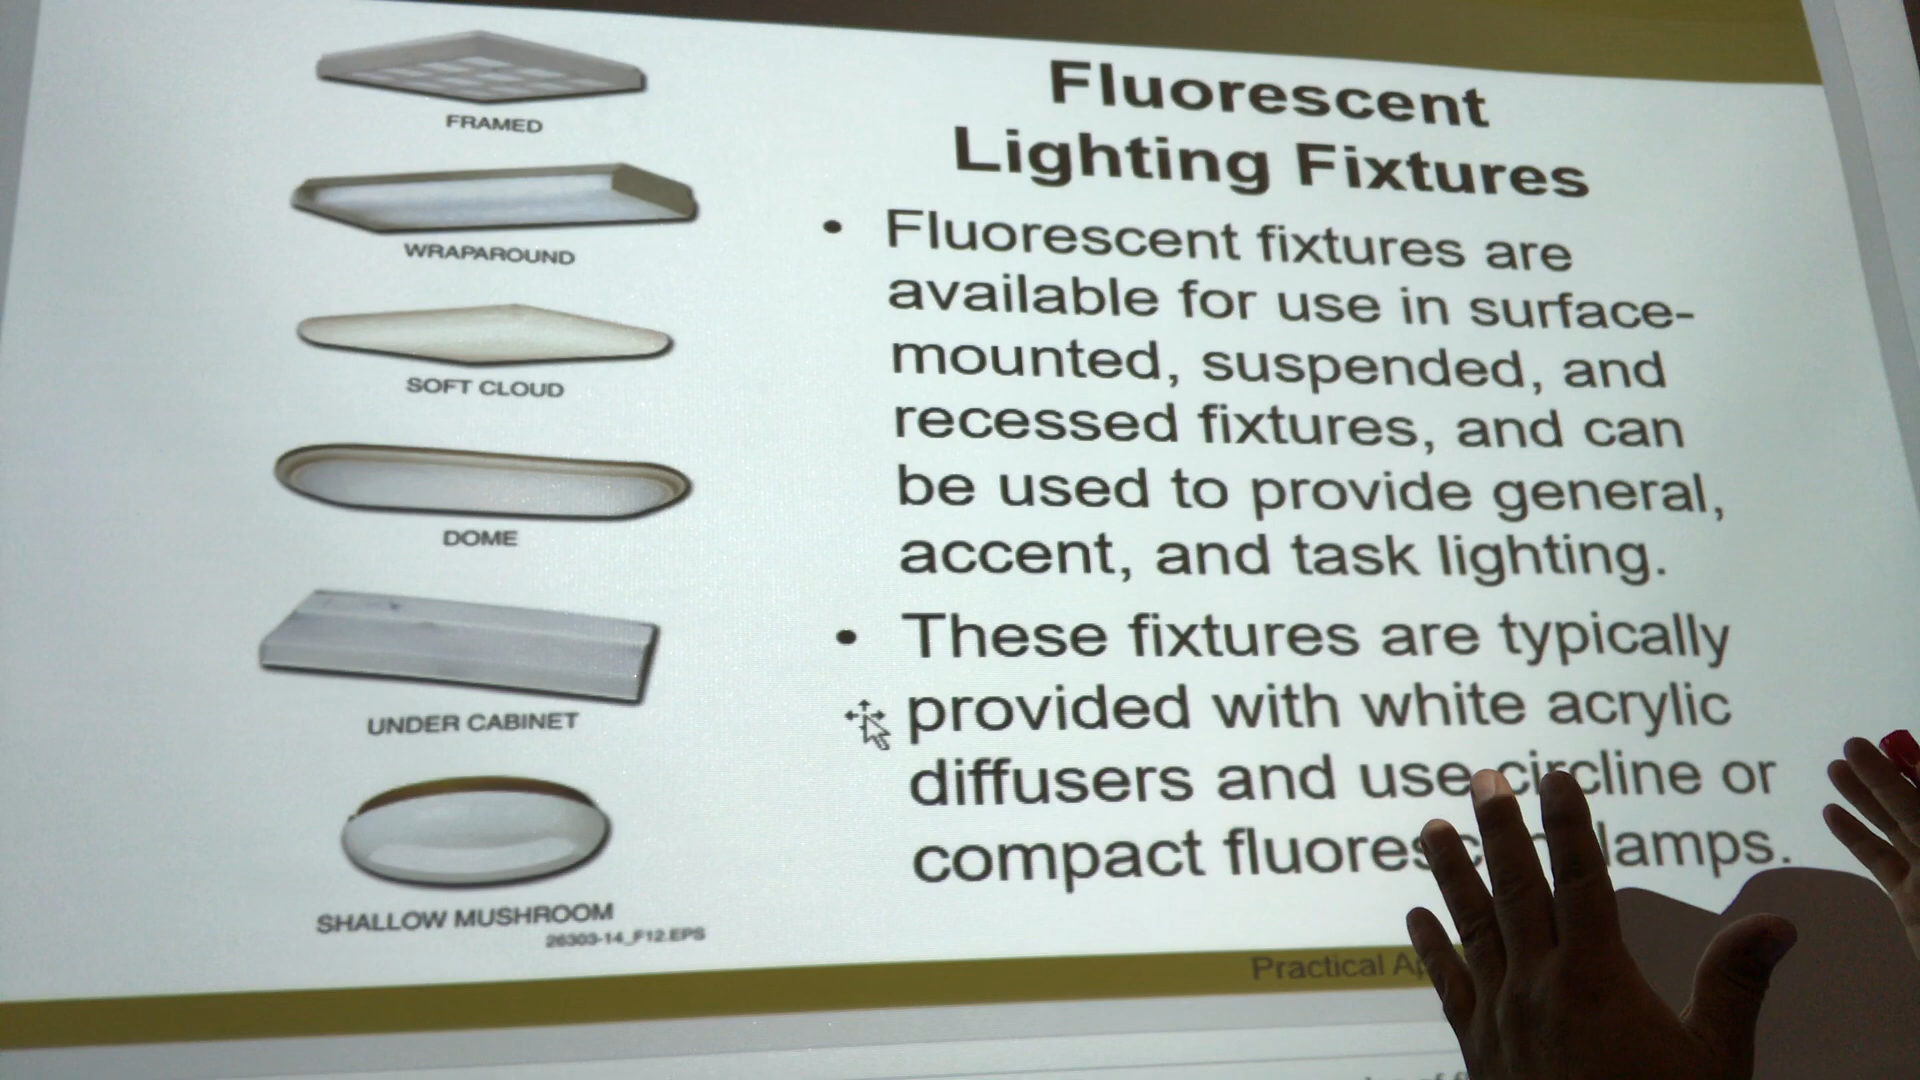 FRAMED
WRAPAROUND
SOFT CLOUD
DOME
UNDER CABINET
SHALLOW MUSHROOM
26303-14_F12.EPS
Fluorescent
Lighting Fixtures
• Fluorescent fixtures are
available for use in surface-
mounted, suspended, and
recessed fixtures, and can
be used to provide general,
accent, and task lighting.
• These fixtures are typically
provided with white acrylic
diffusers and use circline or
compact fluorescent lamps.
Practical